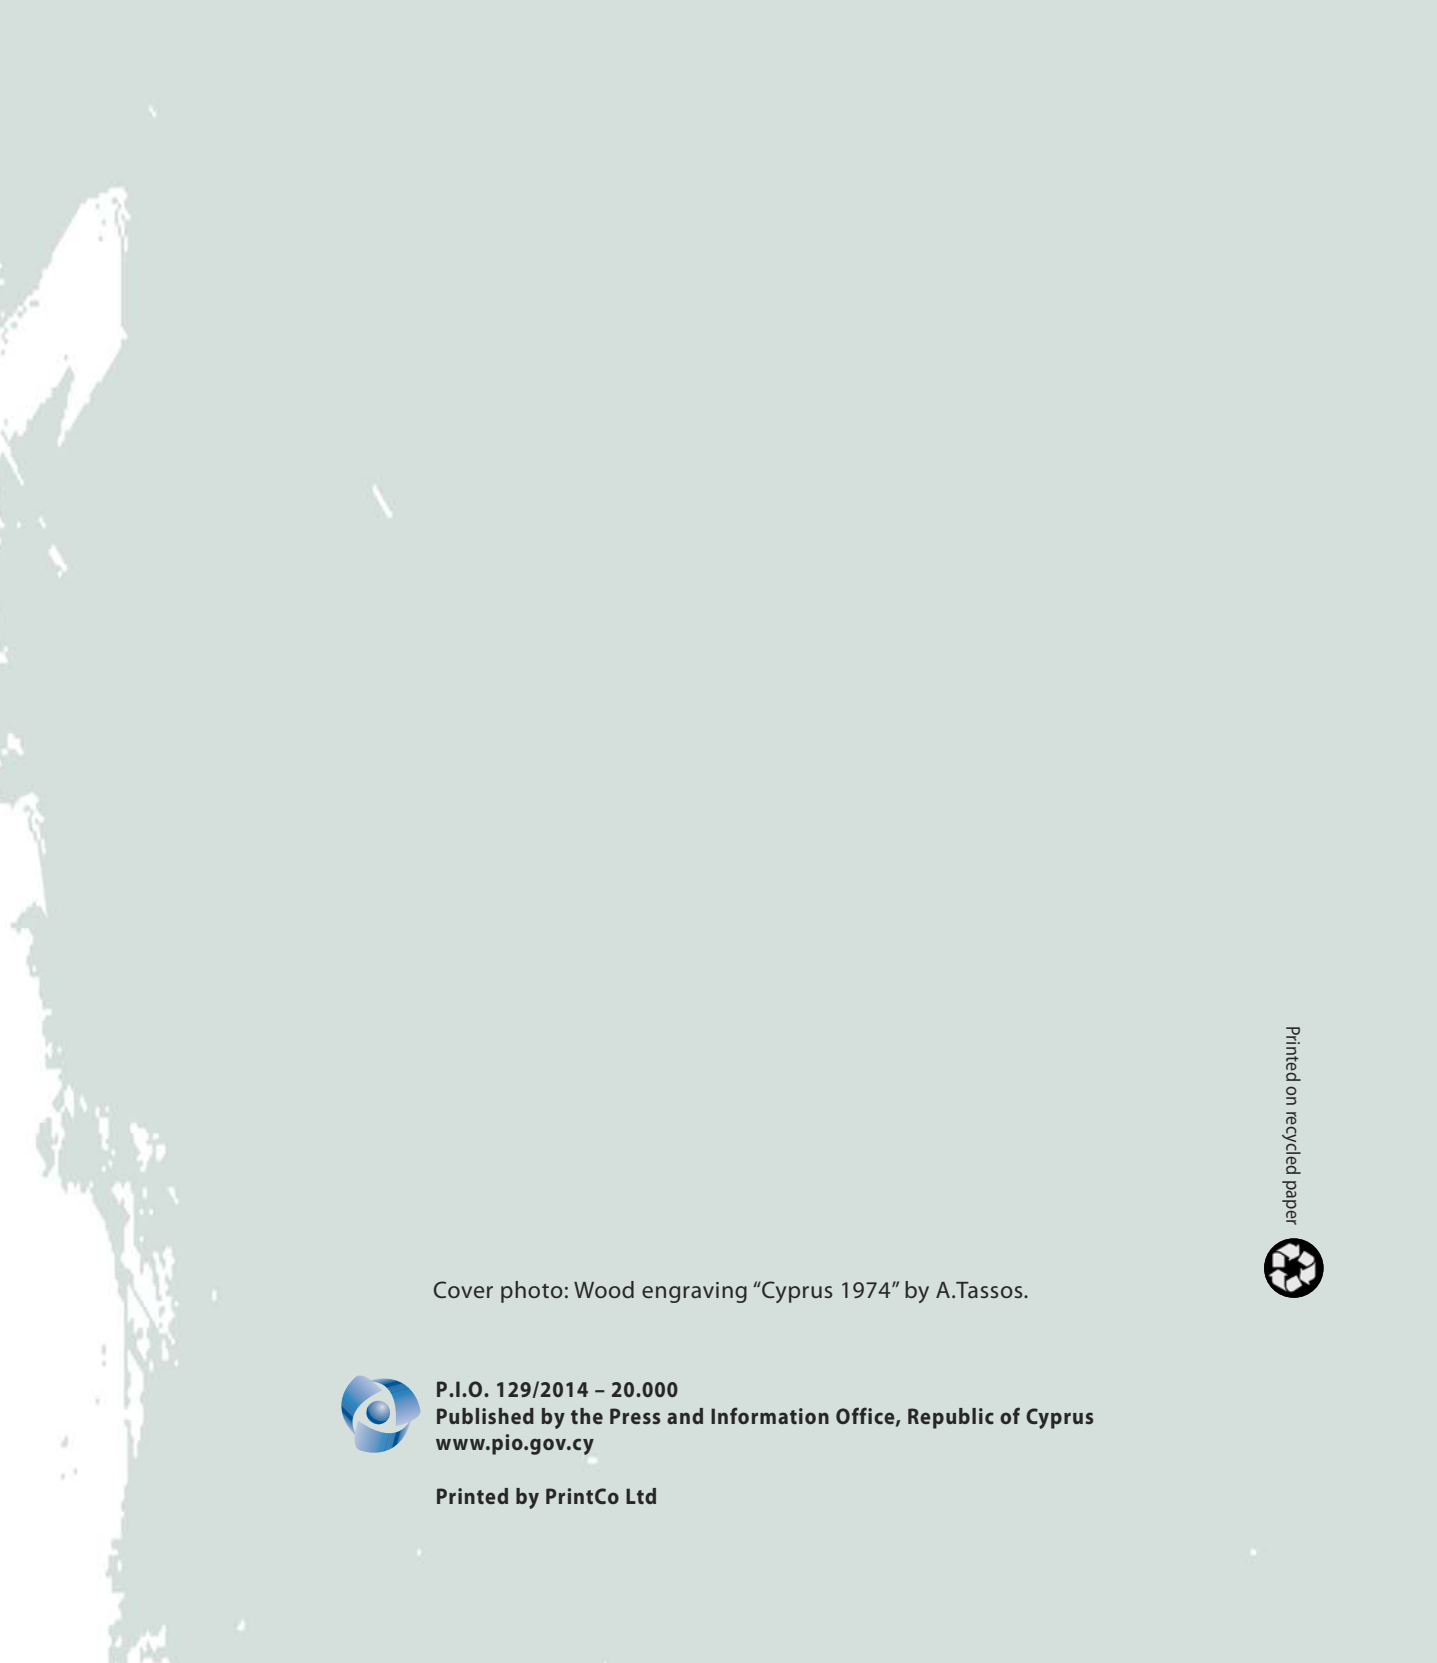 Printed on recycled paper
Cover photo: Wood engraving “Cyprus 1974” by A.Tassos.
P.I.O. 129/2014 – 20.000
Published by the Press and Information Office, Republic of Cyprus
www.pio.gov.cy
Printed by PrintCo Ltd